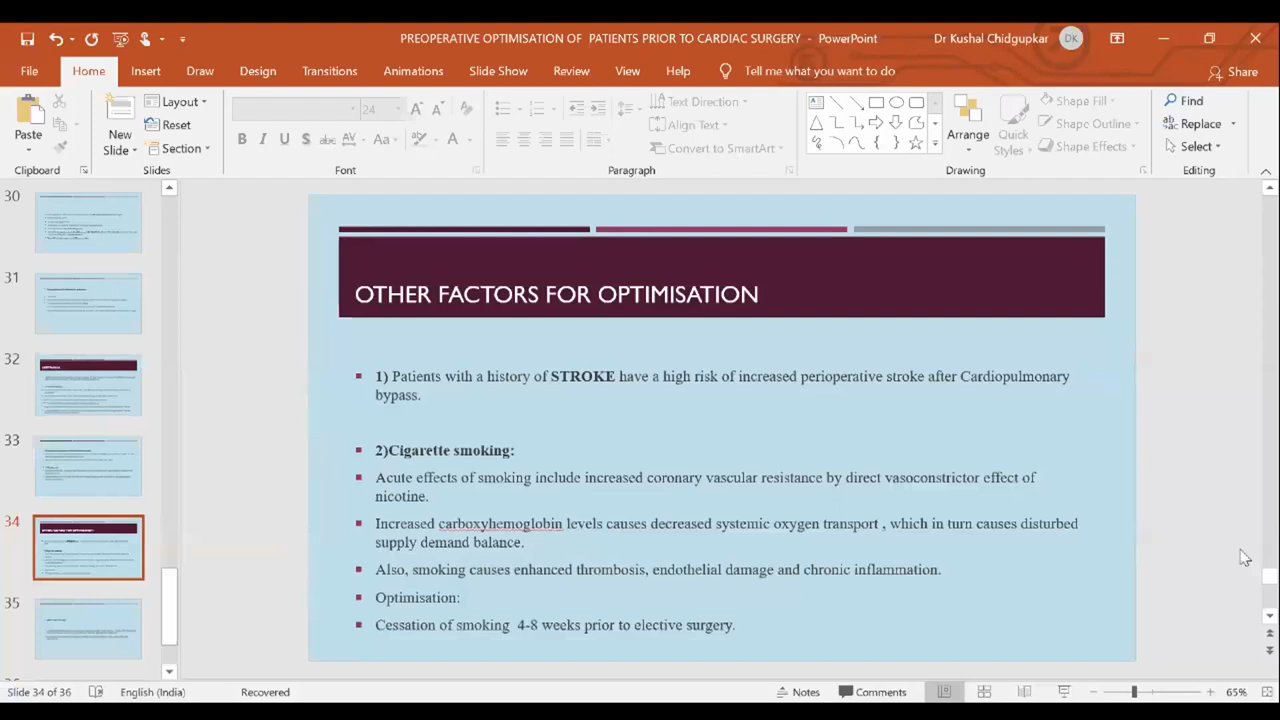 PREOPERATIVE OPTIMISATION OF PATIENTS PRIOR TO CARDIAC SURGERY - PowerPoint
Dr Kushal Chidgupkar
DK
File Home Insert Draw Design Transitions Animations Slide Show Review View Help Tell me what you want to do Share
Paste
Clipboard
New Slide
Layout
Reset
Section
Slides
24
B I U S abc AV Aa A
Font
Text Direction
Align Text
Convert to SmartArt
Paragraph
Arrange
Quick Styles
Shape Fill
Shape Outline
Shape Effects
Drawing
Find
Replace
Select
Editing
30
31
32
33
34
35
OTHER FACTORS FOR OPTIMISATION
1) Patients with a history of STROKE have a high risk of increased perioperative stroke after Cardiopulmonary
bypass.
2)Cigarette smoking:
Acute effects of smoking include increased coronary vascular resistance by direct vasoconstrictor effect of
nicotine.
Increased carboxyhemoglobin levels causes decreased systemic oxygen transport , which in turn causes disturbed
supply demand balance.
Also, smoking causes enhanced thrombosis, endothelial damage and chronic inflammation.
Optimisation:
Cessation of smoking 4-8 weeks prior to elective surgery.
Slide 34 of 36 English (India) Recovered Notes Comments 65%